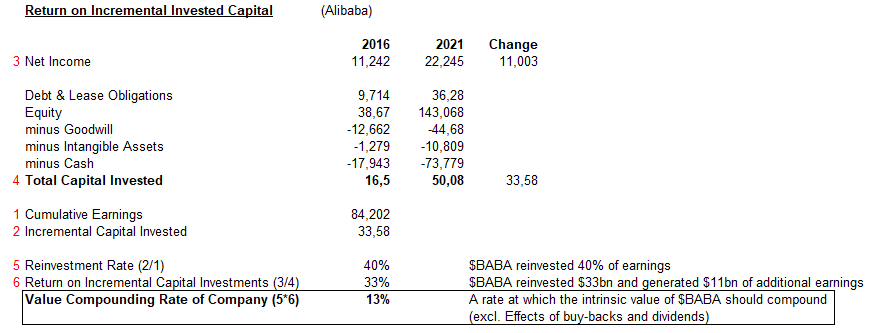 Return on Incremental Invested Capital (Alibaba)
2016 2021 Change
3 Net Income 11,242 22,245 11,003
Debt & Lease Obligations 9,714 36,28
Equity 38,67 143,068
minus Goodwill -12,662 -44,68
minus Intangible Assets -1,279 -10,809
minus Cash -17,943 -73,779
4 Total Capital Invested 16,5 50,08 33,58
1 Cumulative Earnings 84,202
2 Incremental Capital Invested 33,58
5 Reinvestment Rate (2/1) 40% $BABA reinvested 40% of earnings
6 Return on Incremental Capital Investments (3/4) 33% $BABA reinvested $33bn and generated $11bn of additional earnings
Value Compounding Rate of Company (5*6) 13% A rate at which the intrinsic value of $BABA should compound
(excl. Effects of buy-backs and dividends)